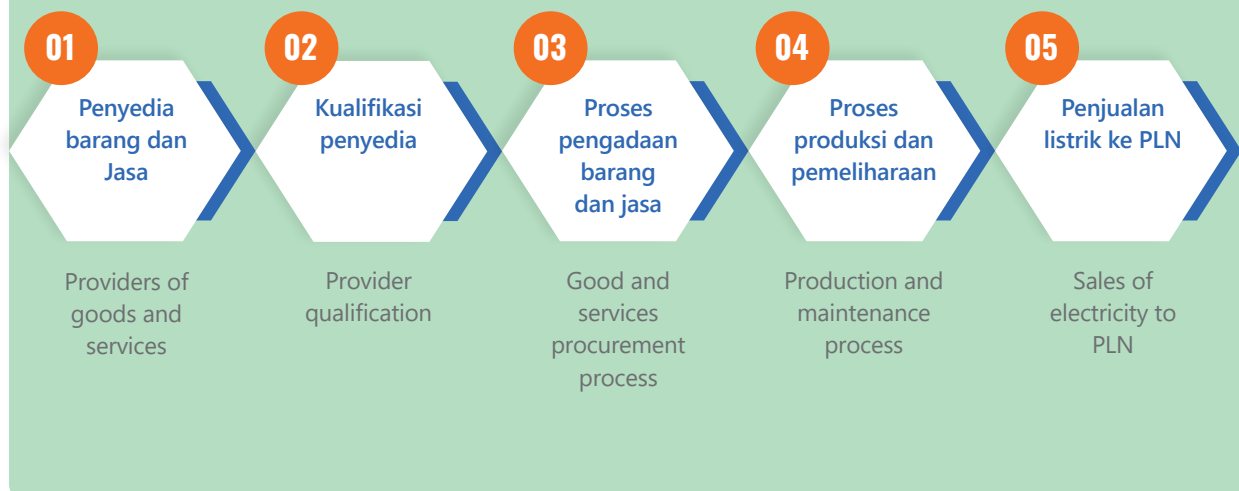 01
Penyedia
barang dan
Jasa
Providers of
goods and
services
02
Kualifikasi
penyedia
Provider
qualification
03
Proses
pengadaan
barang
dan jasa
Good and
services
procurement
process
04
Proses
produksi dan
pemeliharaan
Production and
maintenance
process
05
Penjualan
listrik ke PLN
Sales of
electricity to
PLN